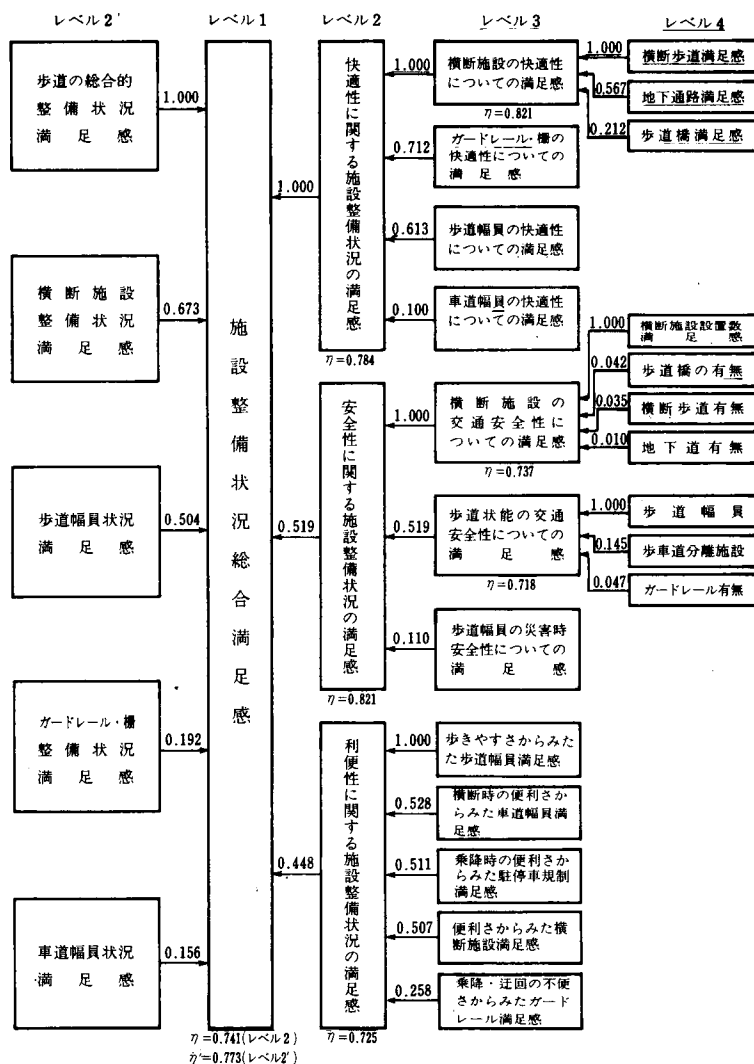 レベル2'
レベル1
レベル2
レベル3
レベル4
歩道の総合的
整備状況
満足感
1.000
横断施設
整備状況
満足感
0.673
歩道幅員状況
満足感
0.504
ガードレール・柵
整備状況
満足感
0.192
車道幅員状況
満足感
0.156
施設整備状況総合満足感
η=0.741(レベル2)
η'=0.773(レベル2')
1.000
快適性に関する施設整備状況の満足感
η=0.784
0.519
安全性に関する施設整備状況の満足感
η=0.821
0.448
利便性に関する施設整備状況の満足感
η=0.725
1.000
横断施設の快適性
についての満足感
η=0.821
0.712
ガードレール・柵の
快適性についての
満足感
0.613
歩道幅員の快適性
についての満足感
0.100
車道幅員の快適性
についての満足感
1.000
横断施設の
交通安全性に
ついての満足感
η=0.737
0.519
歩道状能の交通
安全性についての
満足感
η=0.718
0.110
歩道幅員の災害時
安全性についての
満足感
1.000
歩きやすさからみた
た歩道幅員満足感
0.528
横断時の便利さか
らみた車道幅員満
足感
0.511
乗降時の便利さか
らみた駐停車規制
満足感
0.507
便利さからみた横
断施設満足感
0.258
乗降・迂回の不便
さからみたガード
レール満足感
1.000
横断歩道満足感
0.567
地下通路満足感
0.212
歩道橋満足感
1.000
横断施設設置数
満足感
0.042
歩道橋の有無
0.035
横断歩道有無
0.010
地下道有無
1.000
歩道幅員
0.145
歩車道分離施設
0.047
ガードレール有無